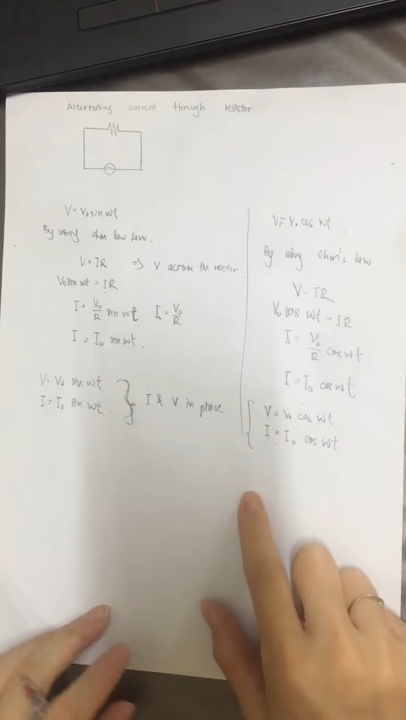 Alternating current through resistor
V = V₀ sin wt
By using ohm low law.
V = IR => V across the resistor
V₀ sin wt = IR
I = V₀/R sin wt I = V₀/R
I = I₀ sin wt.
V = V₀ sin wt
I = I₀ sin wt.
} I & V in phase
V = V₀ cos wt
By using Ohm's law
V = IR
V₀ cos wt = IR
I = V₀/R cos wt
I = I₀ cos wt
V = V₀ cos wt
I = I₀ cos wt